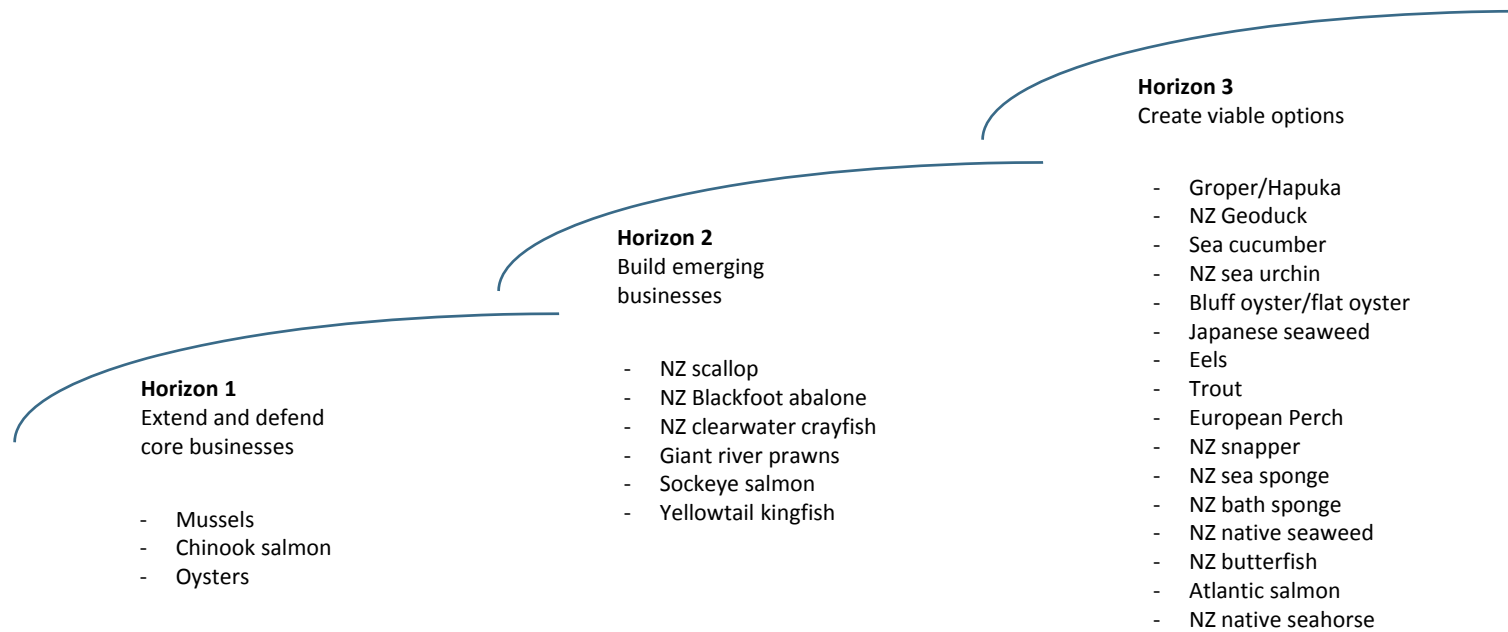 Horizon 1
Extend and defend
core businesses
- Mussels
- Chinook salmon
- Oysters
Horizon 2
Build emerging
businesses
- NZ scallop
- NZ Blackfoot abalone
- NZ clearwater crayfish
- Giant river prawns
- Sockeye salmon
- Yellowtail kingfish
Horizon 3
Create viable options
- Groper/Hapuka
- NZ Geoduck
- Sea cucumber
- NZ sea urchin
- Bluff oyster/flat oyster
- Japanese seaweed
- Eels
- Trout
- European Perch
- NZ snapper
- NZ sea sponge
- NZ bath sponge
- NZ native seaweed
- NZ butterfish
- Atlantic salmon
- NZ native seahorse